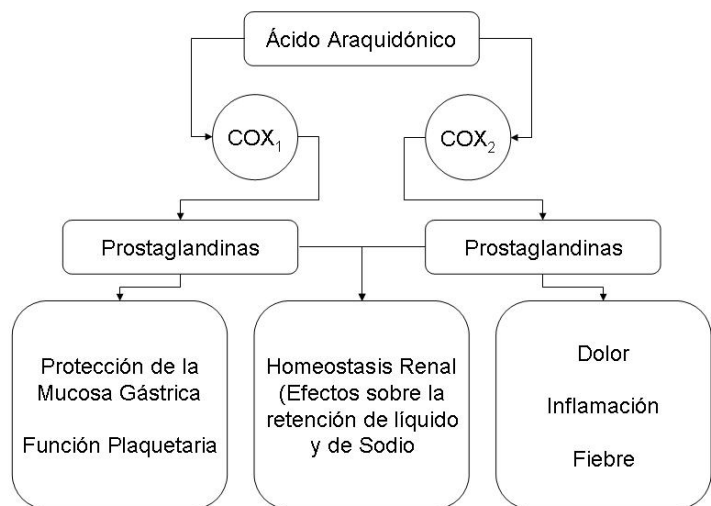 Ácido Araquidónico
COX₁
COX₂
Prostaglandinas
Prostaglandinas
Protección de la
Mucosa Gástrica
Función Plaquetaria
Homeostasis Renal
(Efectos sobre la
retención de líquido
y de Sodio
Dolor
Inflamación
Fiebre